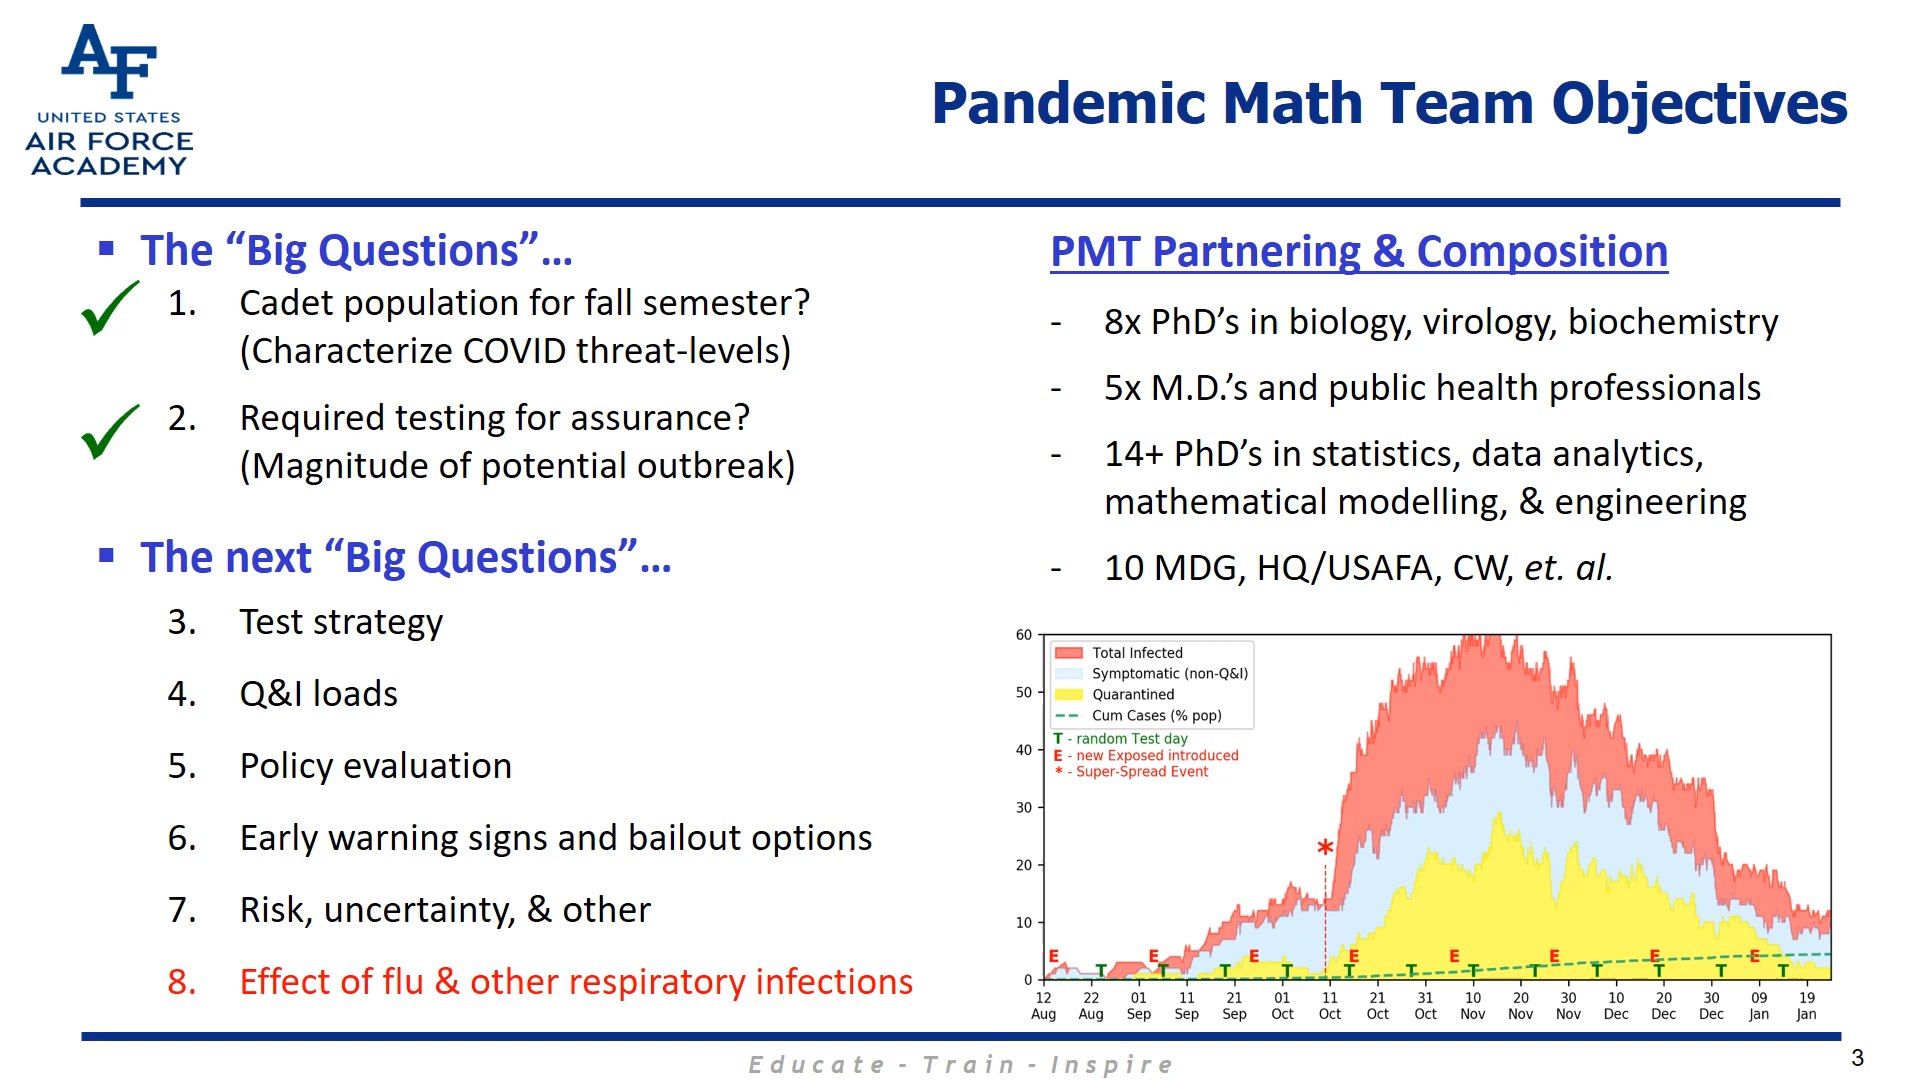 AF
UNITED STATES
AIR FORCE
ACADEMY
Pandemic Math Team Objectives
▪ The “Big Questions”...
1. Cadet population for fall semester?
(Characterize COVID threat-levels)
2. Required testing for assurance?
(Magnitude of potential outbreak)
▪ The next “Big Questions”...
3. Test strategy
4. Q&I loads
5. Policy evaluation
6. Early warning signs and bailout options
7. Risk, uncertainty, & other
8. Effect of flu & other respiratory infections
PMT Partnering & Composition
- 8x PhD’s in biology, virology, biochemistry
- 5x M.D.’s and public health professionals
- 14+ PhD’s in statistics, data analytics,
mathematical modelling, & engineering
- 10 MDG, HQ/USAFA, CW, et. al.
60
50
40
30
20
10
0
Total Infected
Symptomatic (non-Q&I)
Quarantined
Cum Cases (% pop)
T - random Test day
E - new Exposed introduced
* - Super-Spread Event
*
E E E E E E E E
T T T T T T T T T T T T
12 22 01 11 21 01 11 21 31 10 20 30 10 20 30 09 19
Aug Aug Sep Sep Sep Oct Oct Oct Oct Nov Nov Nov Dec Dec Dec Jan Jan
Educate - Train - Inspire
3